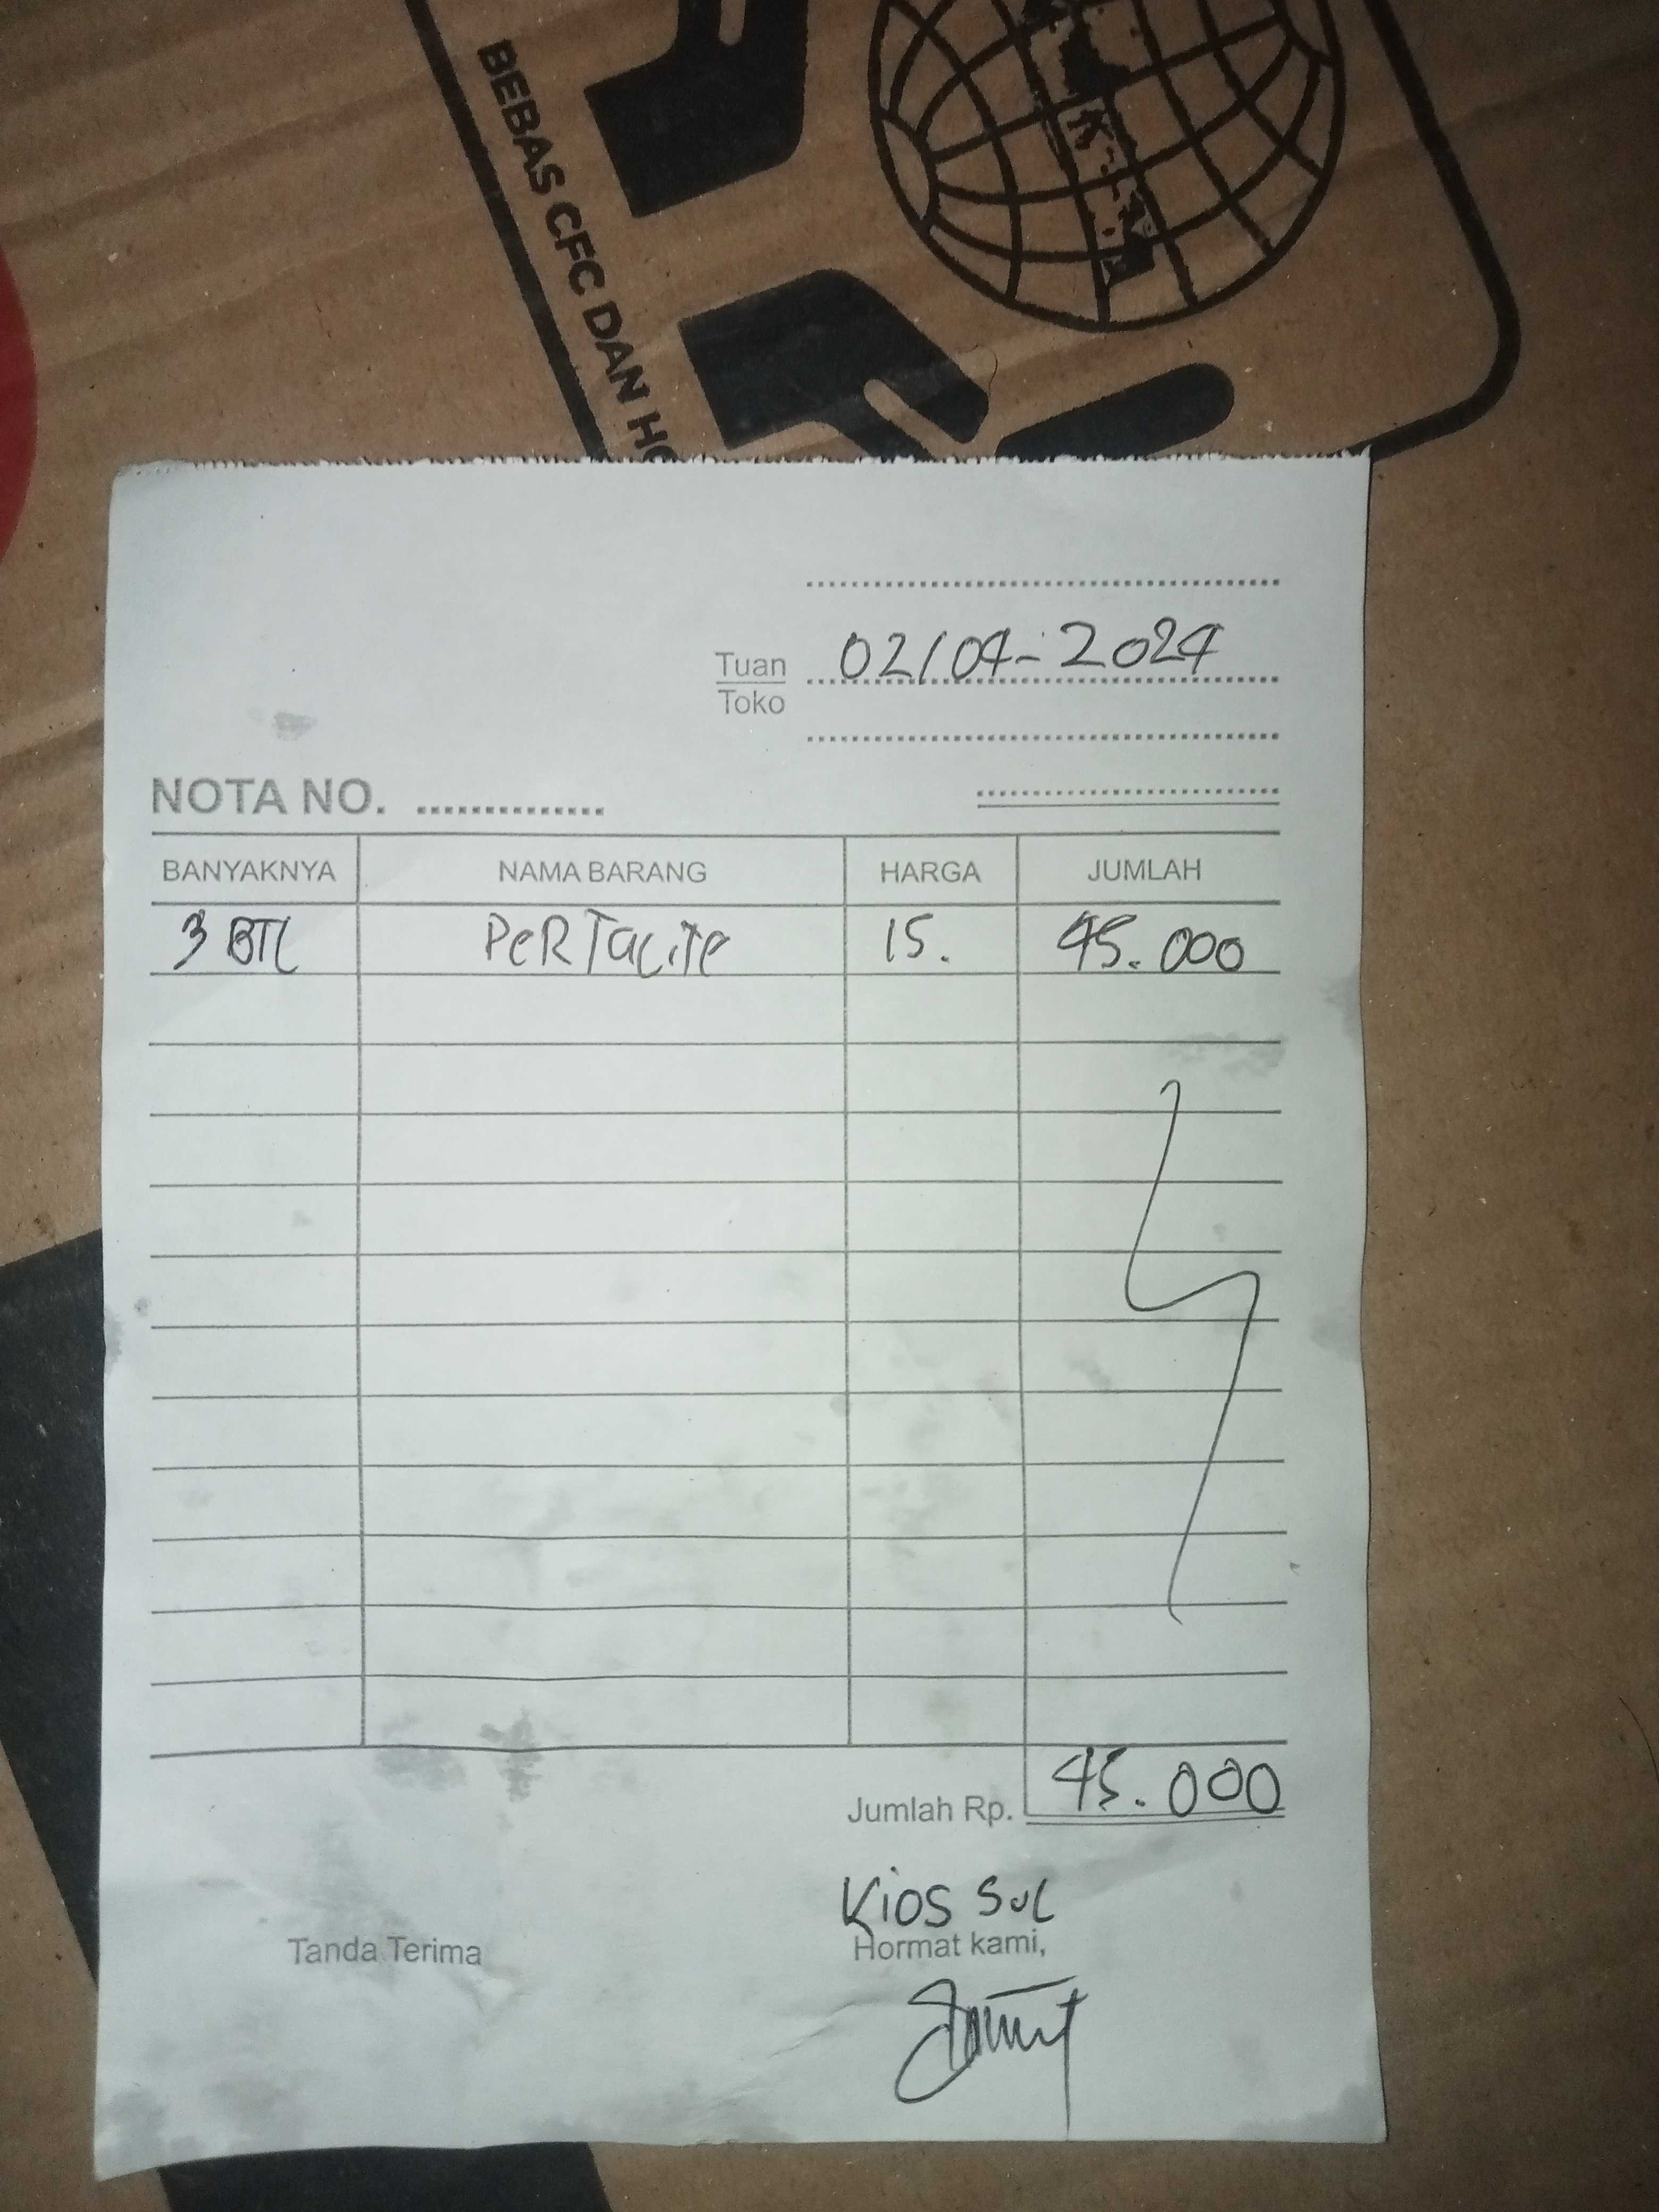 BEBAS CFC DAN HC
Tuan
Toko
02/04-2024
NOTA NO. ..............
BANYAKNYA NAMA BARANG HARGA JUMLAH
3 BTL PeRTaLiTe 15. 45.000
Jumlah Rp. 45.000
Kios SUL
Tanda Terima Hormat kami,